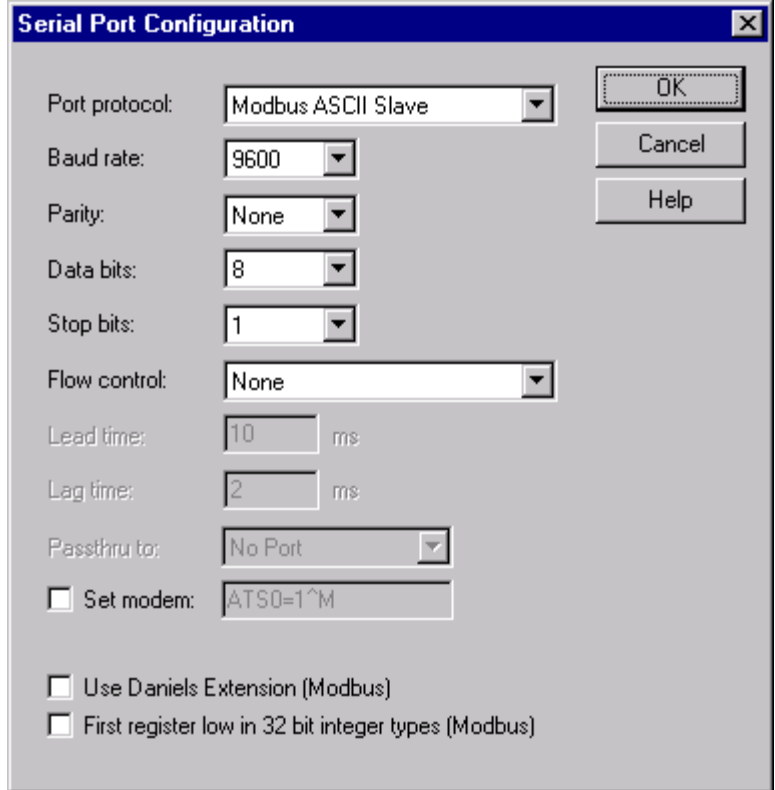 Serial Port Configuration
Port protocol: Modbus ASCII Slave OK
Baud rate: 9600 Cancel
Parity: None Help
Data bits: 8
Stop bits: 1
Flow control: None
Lead time: 10 ms
Lag time: 2 ms
Passthru to: No Port
Set modem: ATS0=1^M
Use Daniels Extension (Modbus)
First register low in 32 bit integer types (Modbus)